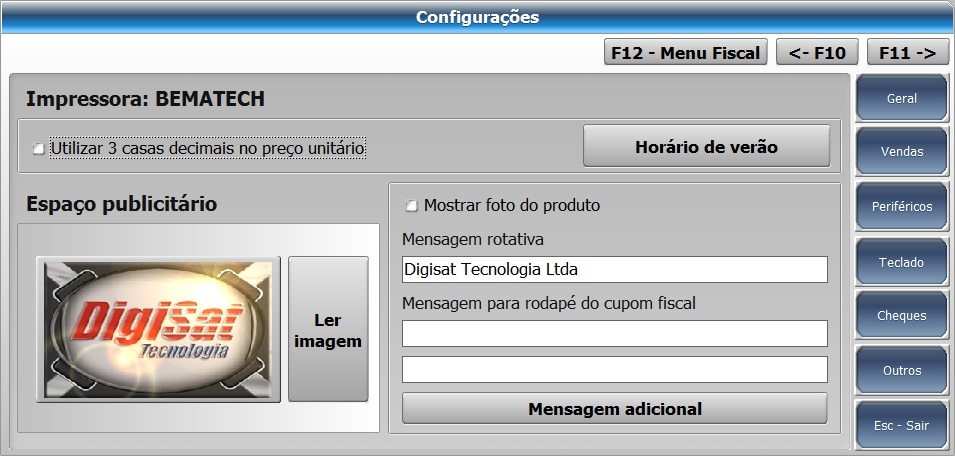 Configurações
F12 - Menu Fiscal
<- F10
F11 ->
Impressora: BEMATECH
Utilizar 3 casas decimais no preço unitário
Horário de verão
Espaço publicitário
DigiSat
Tecnologia
Ler
imagem
Mostrar foto do produto
Mensagem rotativa
Digisat Tecnologia Ltda
Mensagem para rodapé do cupom fiscal
Mensagem adicional
Geral
Vendas
Periféricos
Teclado
Cheques
Outros
Esc - Sair